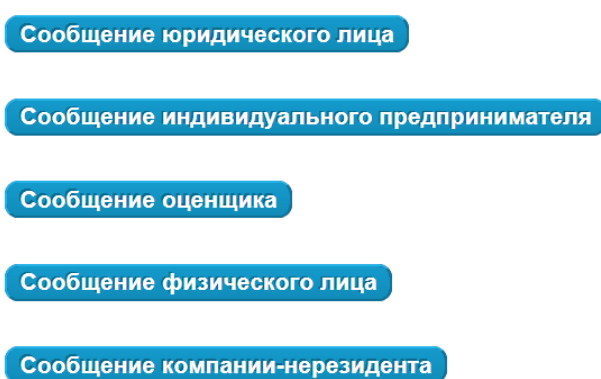 Сообщение юридического лица
Сообщение индивидуального предпринимателя
Сообщение оценщика
Сообщение физического лица
Сообщение компании-нерезидента